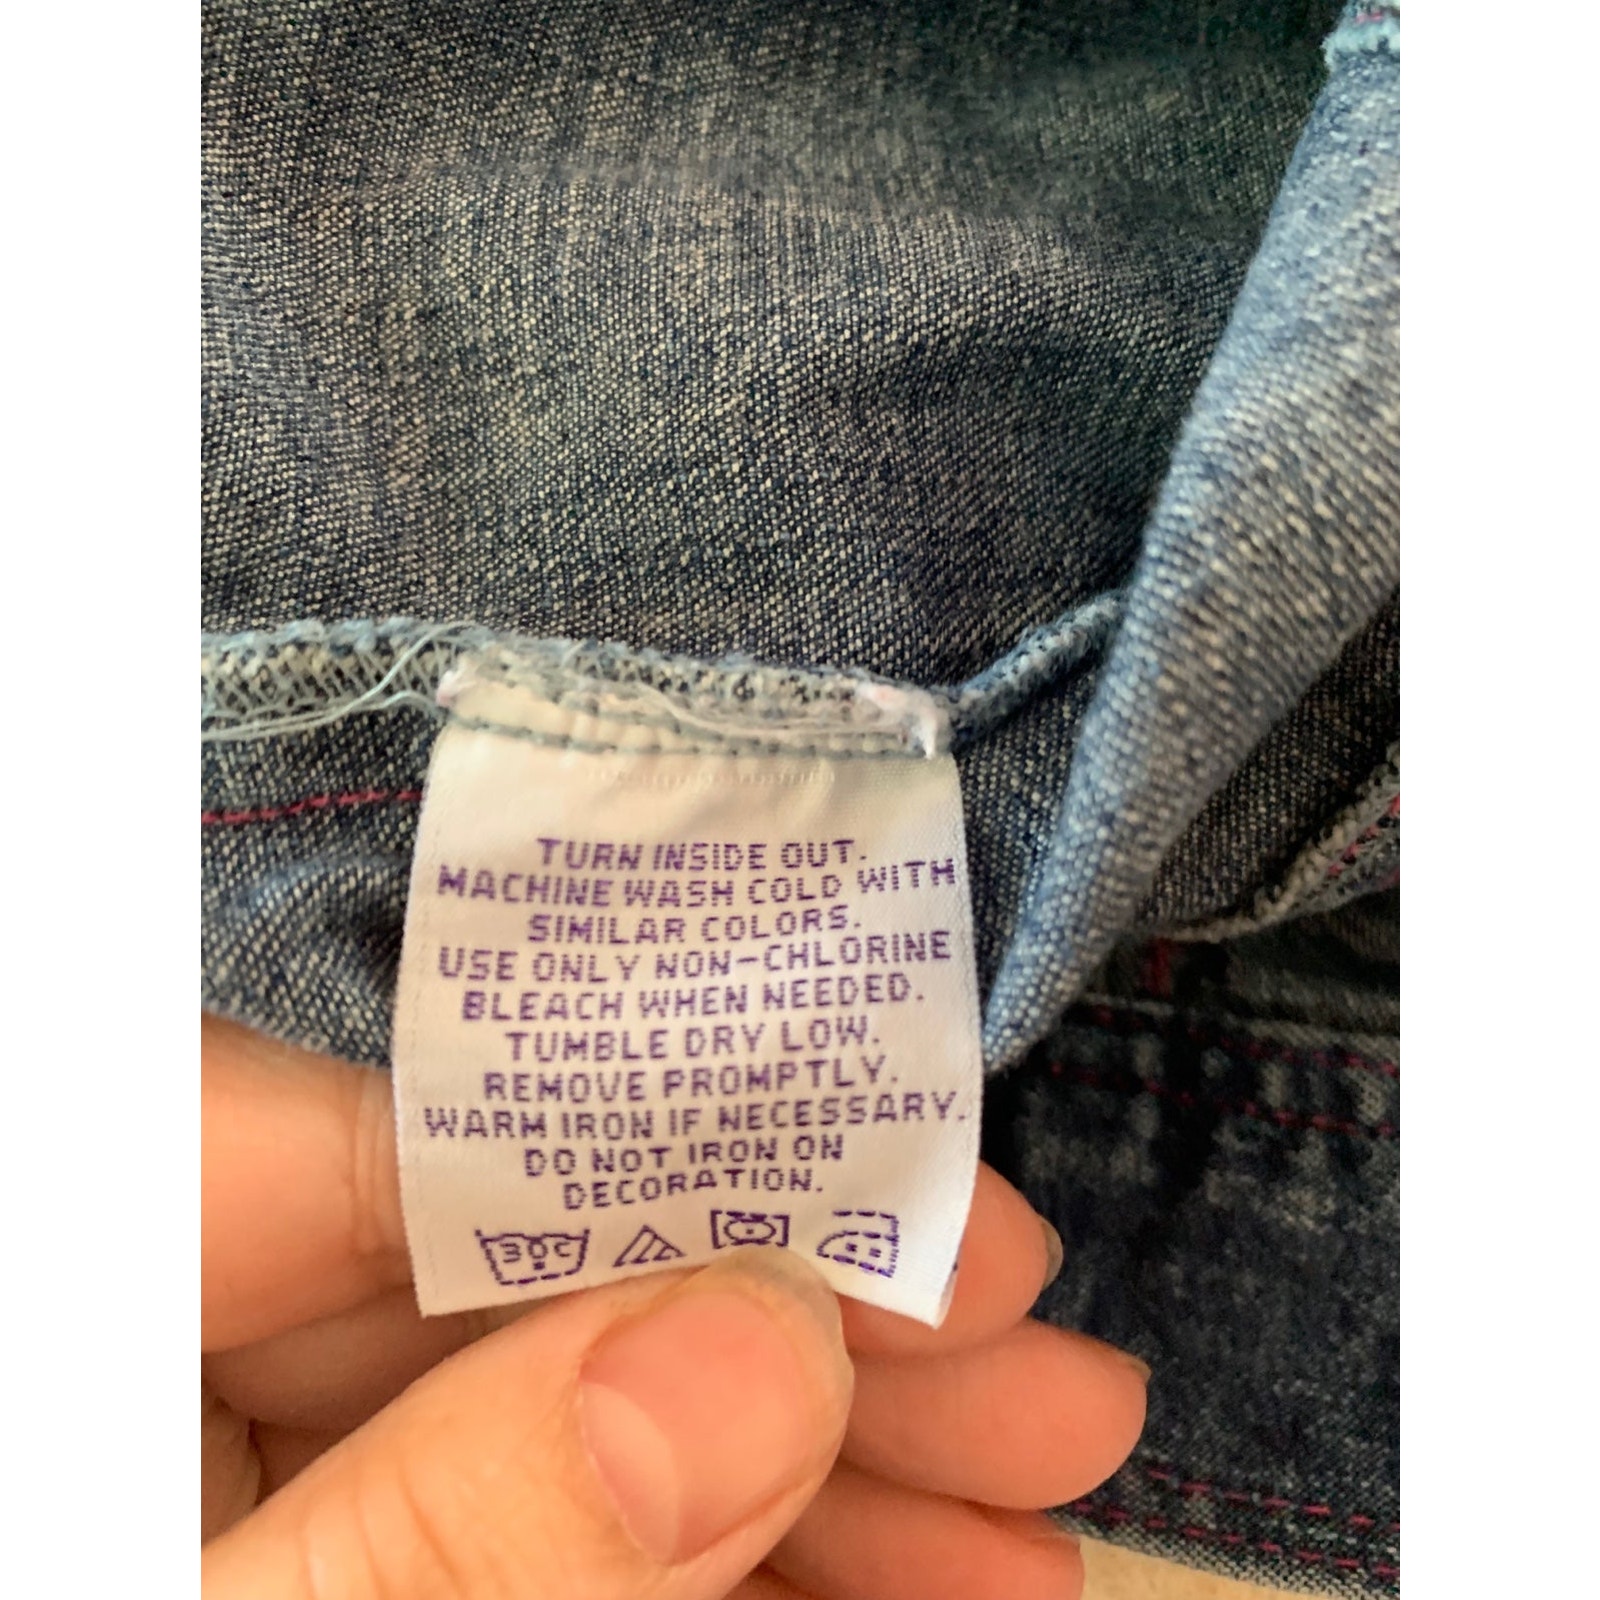 TURN INSIDE OUT.
MACHINE WASH COLD WITH
SIMILAR COLORS.
USE ONLY NON-CHLORINE
BLEACH WHEN NEEDED.
TUMBLE DRY LOW.
REMOVE PROMPTLY.
WARM IRON IF NECESSARY.
DO NOT IRON ON
DECORATION.
30C